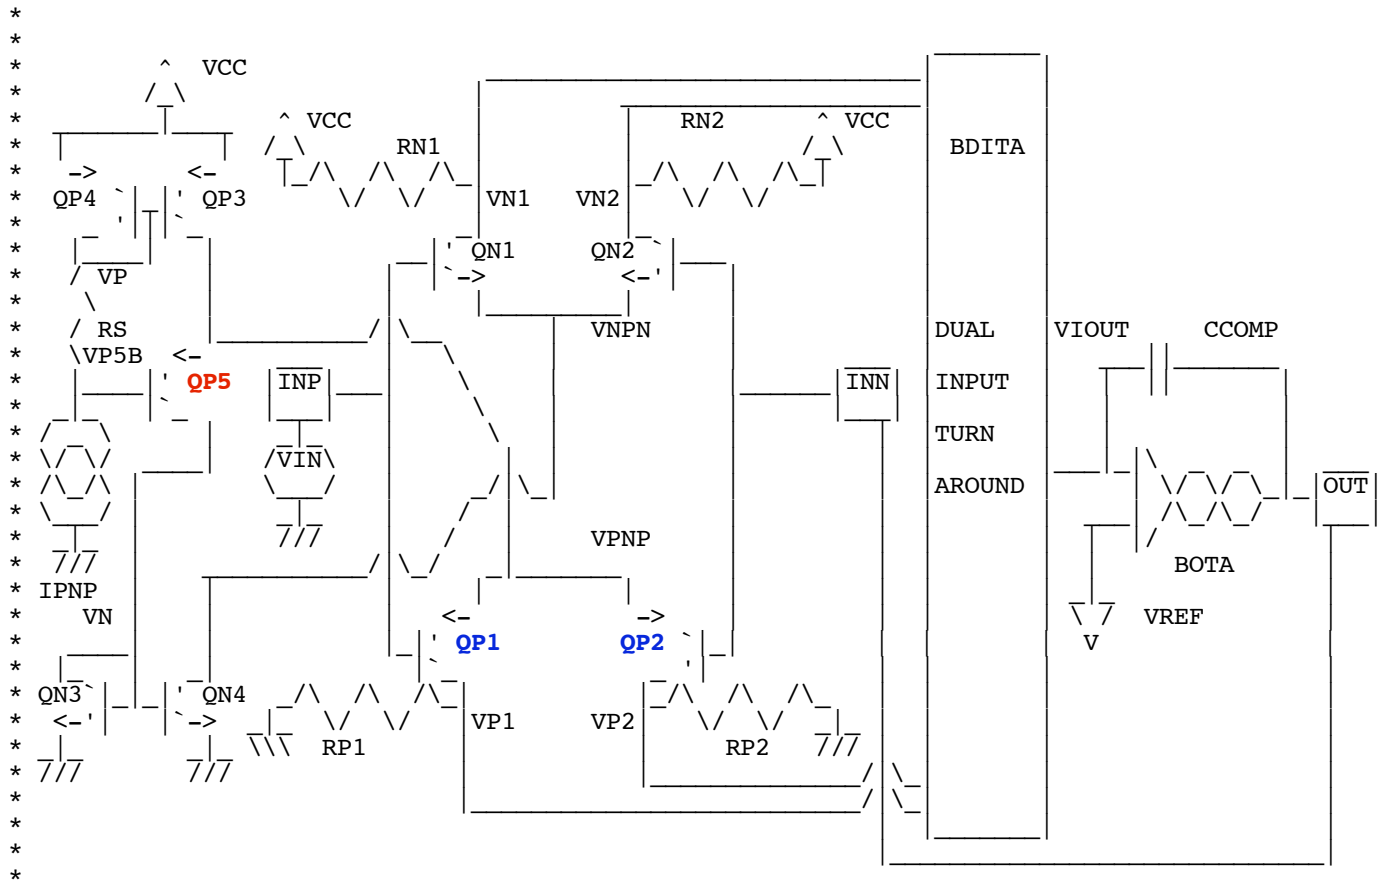 VCC
VCC RN2 VCC
RN1 BDITA
QP4 QP3 VN1 VN2
QN1 QN2
VP
RS VNPN DUAL VIOUT CCOMP
VP5B
QP5 INP INN INPUT
TURN
VIN
AROUND OUT
VPNP
BOTA
IPNP
VN VREF
QP1 QP2 V
QN3 QN4
VP1 VP2
RP1 RP2